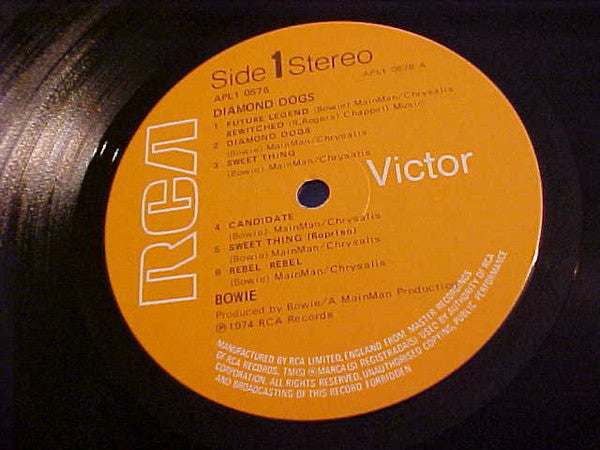 Side 1 Stereo
APL1 0576
APL1 0576 A
DIAMOND DOGS
1 FUTURE LEGEND (Bowie) MainMan/Chrysalis
BEWITCHED (R.Rogers) Chappell Music
2 DIAMOND DOGS
(Bowie) MainMan/Chrysalis
3 SWEET THING
(Bowie) MainMan/Chrysalis
RCA
Victor
4 CANDIDATE
(Bowie) MainMan/Chrysalis
5 SWEET THING (Reprise)
(Bowie) MainMan/Chrysalis
6 REBEL REBEL
(Bowie) MainMan/Chrysalis
BOWIE
Produced by Bowie/A MainMan Production
℗ 1974 RCA Records
MANUFACTURED BY RCA LIMITED, ENGLAND FROM MASTER RECORDINGS
OF RCA RECORDS. TM(S) ® MARCA(S) REGISTRADA(S) USED BY AUTHORITY OF RCA
CORPORATION. ALL RIGHTS RESERVED, UNAUTHORISED COPYING, PUBLIC PERFORMANCE
AND BROADCASTING OF THIS RECORD FORBIDDEN